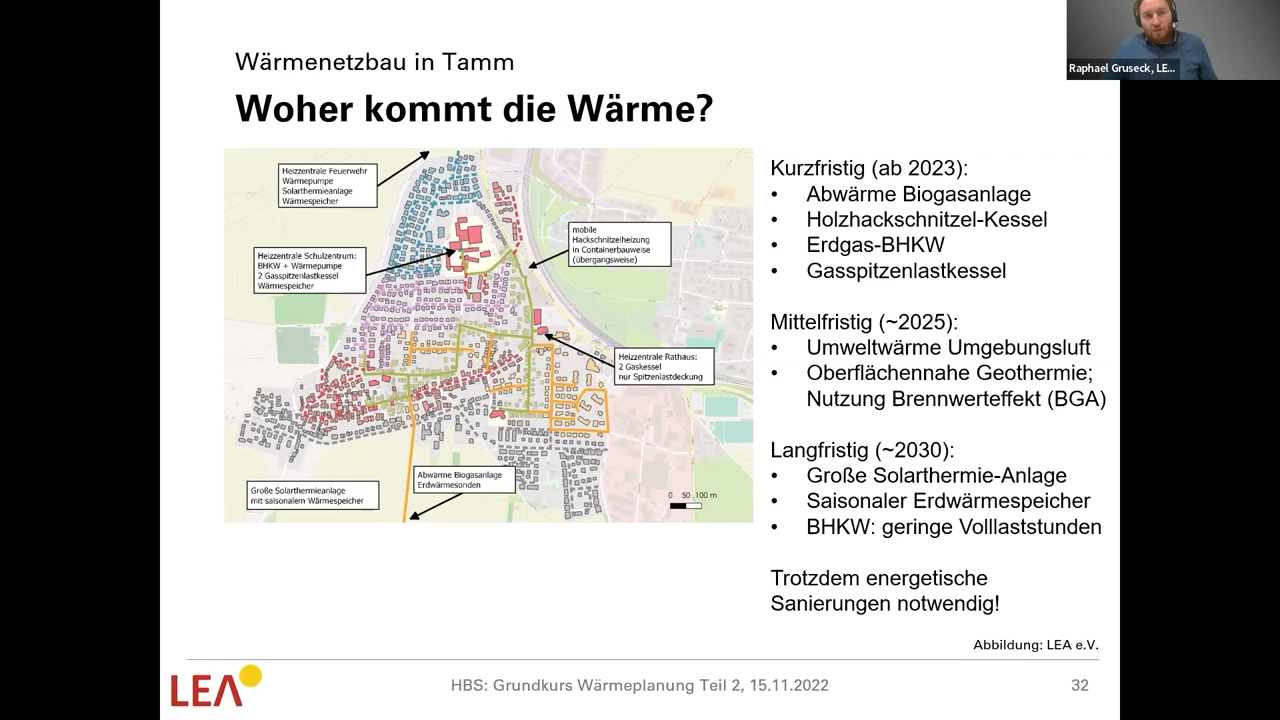 Raphael Gruseck, LE...
Wärmenetzbau in Tamm
Woher kommt die Wärme?
Heizzentrale Feuerwehr
Wärmepumpe
Solarthermieanlage
Wärmespeicher
Heizzentrale Schulzentrum:
BHKW + Wärmepumpe
2 Gasspitzenlastkessel
Wärmespeicher
mobile
Hackschnitzelheizung
in Containerbauweise
(übergangsweise)
Heizzentrale Rathaus:
2 Gaskessel
nur Spitzenlastdeckung
Abwärme Biogasanlage
Erdwärmesonden
Große Solarthermieanlage
mit saisonalem Wärmespeicher
0 50 100 m
Kurzfristig (ab 2023):
• Abwärme Biogasanlage
• Holzhackschnitzel-Kessel
• Erdgas-BHKW
• Gasspitzenlastkessel
Mittelfristig (~2025):
• Umweltwärme Umgebungsluft
• Oberflächennahe Geothermie;
Nutzung Brennwerteffekt (BGA)
Langfristig (~2030):
• Große Solarthermie-Anlage
• Saisonaler Erdwärmespeicher
• BHKW: geringe Volllaststunden
Trotzdem energetische
Sanierungen notwendig!
Abbildung: LEA e.V.
LEA
HBS: Grundkurs Wärmeplanung Teil 2, 15.11.2022
32